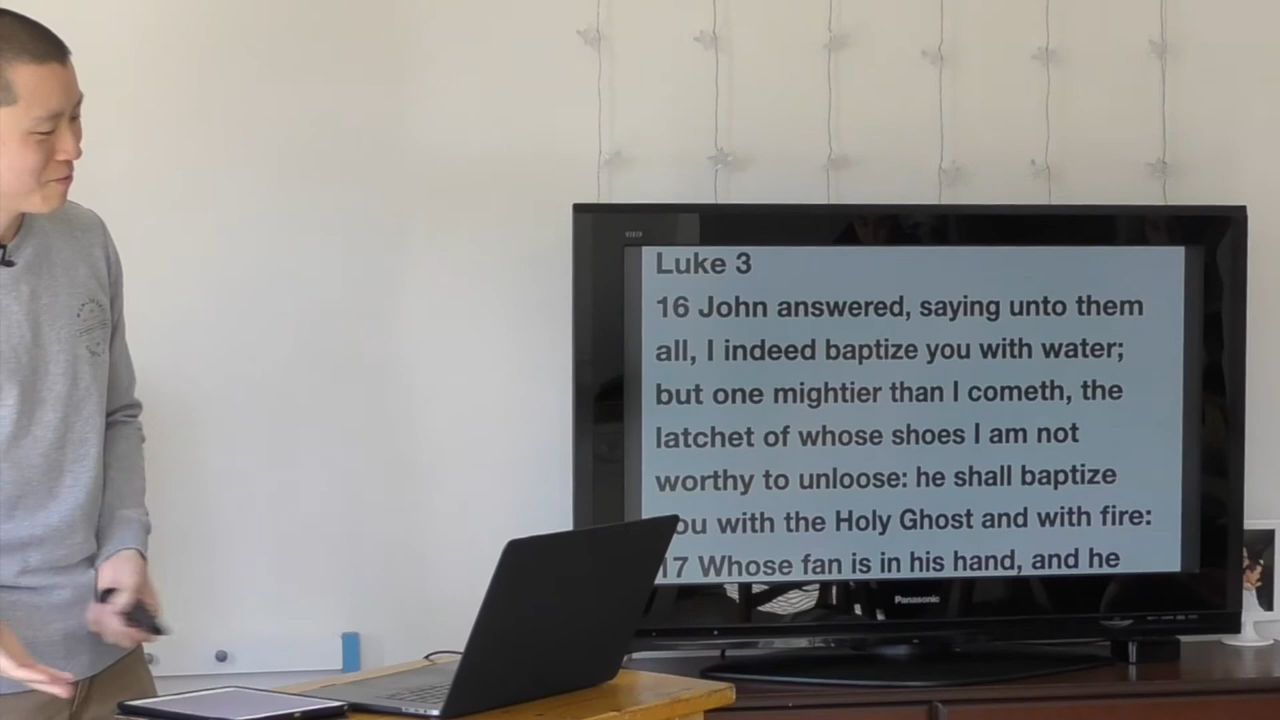 VIERA
Luke 3
16 John answered, saying unto them
all, I indeed baptize you with water;
but one mightier than I cometh, the
latchet of whose shoes I am not
worthy to unloose: he shall baptize
ou with the Holy Ghost and with fire:
17 Whose fan is in his hand, and he
Panasonic